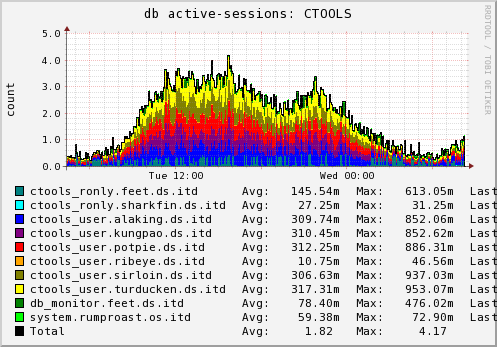 db active-sessions: CTOOLS
RRDTOOL / TOBI OETIKER
count
5.0
4.0
3.0
2.0
1.0
0.0
Tue 12:00 Wed 00:00
ctools_ronly.feet.ds.itd Avg: 145.54m Max: 613.05m Last
ctools_ronly.sharkfin.ds.itd Avg: 27.25m Max: 31.25m Last
ctools_user.alaking.ds.itd Avg: 309.74m Max: 852.06m Last
ctools_user.kungpao.ds.itd Avg: 310.45m Max: 852.62m Last
ctools_user.potpie.ds.itd Avg: 312.25m Max: 886.31m Last
ctools_user.ribeye.ds.itd Avg: 10.75m Max: 46.56m Last
ctools_user.sirloin.ds.itd Avg: 306.63m Max: 937.03m Last
ctools_user.turducken.ds.itd Avg: 317.31m Max: 953.07m Last
db_monitor.feet.ds.itd Avg: 78.40m Max: 476.02m Last
system.rumproast.os.itd Avg: 59.38m Max: 72.90m Last
Total Avg: 1.82 Max: 4.17 Last